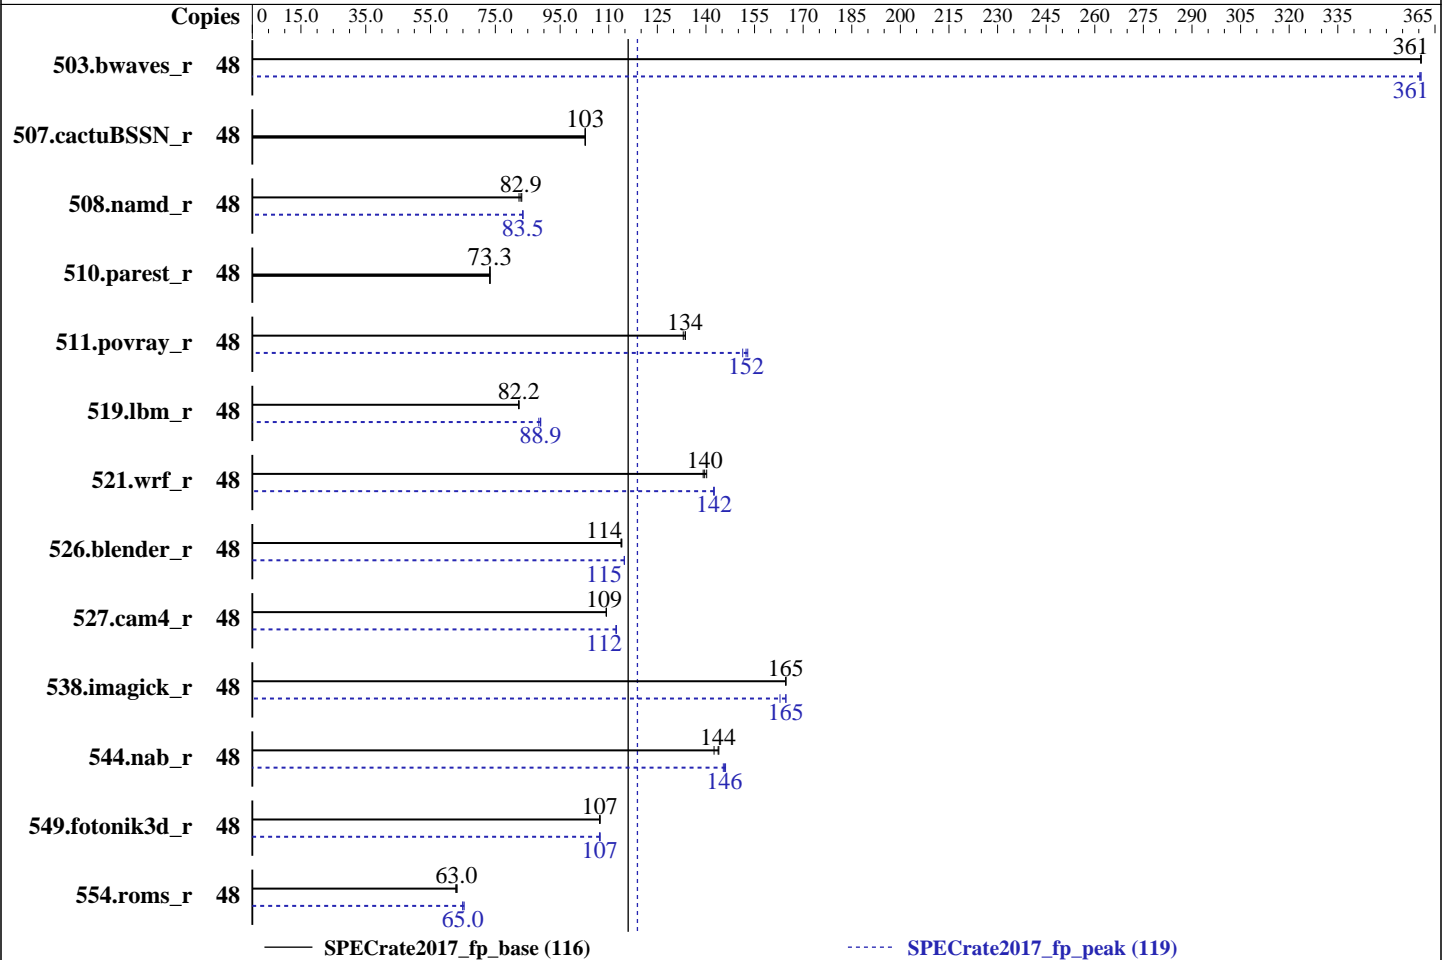 Copies 0 15.0 35.0 55.0 75.0 95.0 110 125 140 155 170 185 200 215 230 245 260 275 290 305 320 335 365
503.bwaves_r 48 361
361
507.cactuBSSN_r 48 103
508.namd_r 48 82.9
83.5
510.parest_r 48 73.3
511.povray_r 48 134
152
519.lbm_r 48 82.2
88.9
521.wrf_r 48 140
142
526.blender_r 48 114
115
527.cam4_r 48 109
112
538.imagick_r 48 165
165
544.nab_r 48 144
146
549.fotonik3d_r 48 107
107
554.roms_r 48 63.0
65.0
SPECrate2017_fp_base (116) SPECrate2017_fp_peak (119)